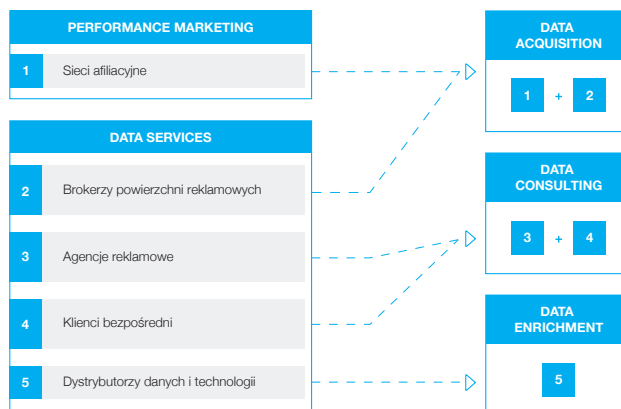 PERFORMANCE MARKETING
1 Sieci afiliacyjne
DATA SERVICES
2 Brokerzy powierzchni reklamowych
3 Agencje reklamowe
4 Klienci bezpośredni
5 Dystrybutorzy danych i technologii
DATA
ACQUISITION
1 + 2
DATA
CONSULTING
3 + 4
DATA
ENRICHMENT
5